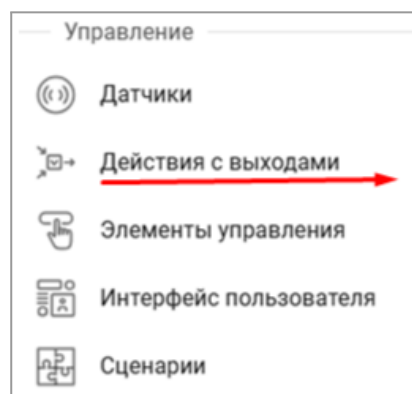 Управление
Датчики
Действия с выходами
Элементы управления
Интерфейс пользователя
Сценарии